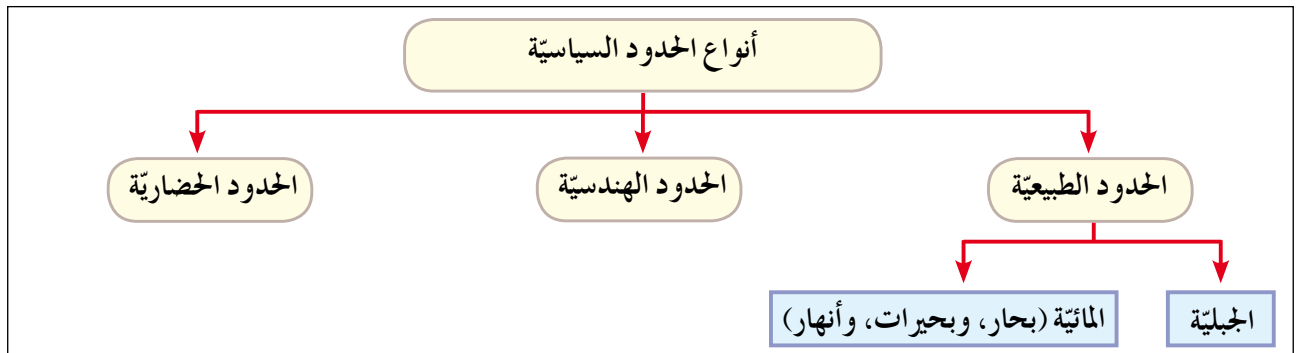 أنواع الحدود السياسيّة
الحدود الطبيعيّة
الحدود الهندسيّة
الحدود الحضاريّة
الجبليّة
المائيّة (بحار، وبحيرات، وأنهار)